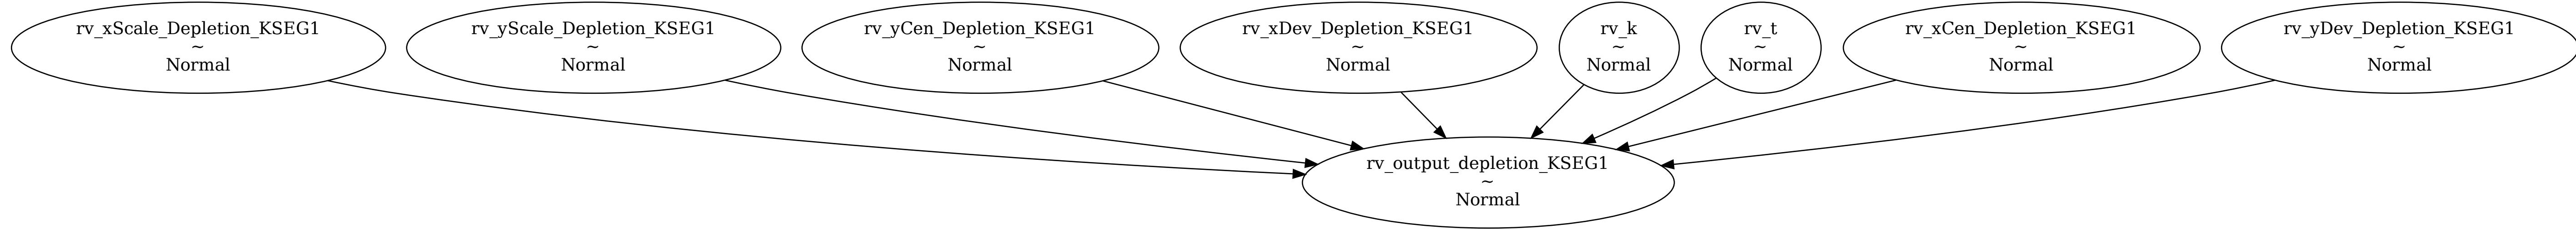 rv_xScale_Depletion_KSEG1
~
Normal
rv_yScale_Depletion_KSEG1
~
Normal
rv_yCen_Depletion_KSEG1
~
Normal
rv_xDev_Depletion_KSEG1
~
Normal
rv_k
~
Normal
rv_t
~
Normal
rv_xCen_Depletion_KSEG1
~
Normal
rv_yDev_Depletion_KSEG1
~
Normal
rv_output_depletion_KSEG1
~
Normal